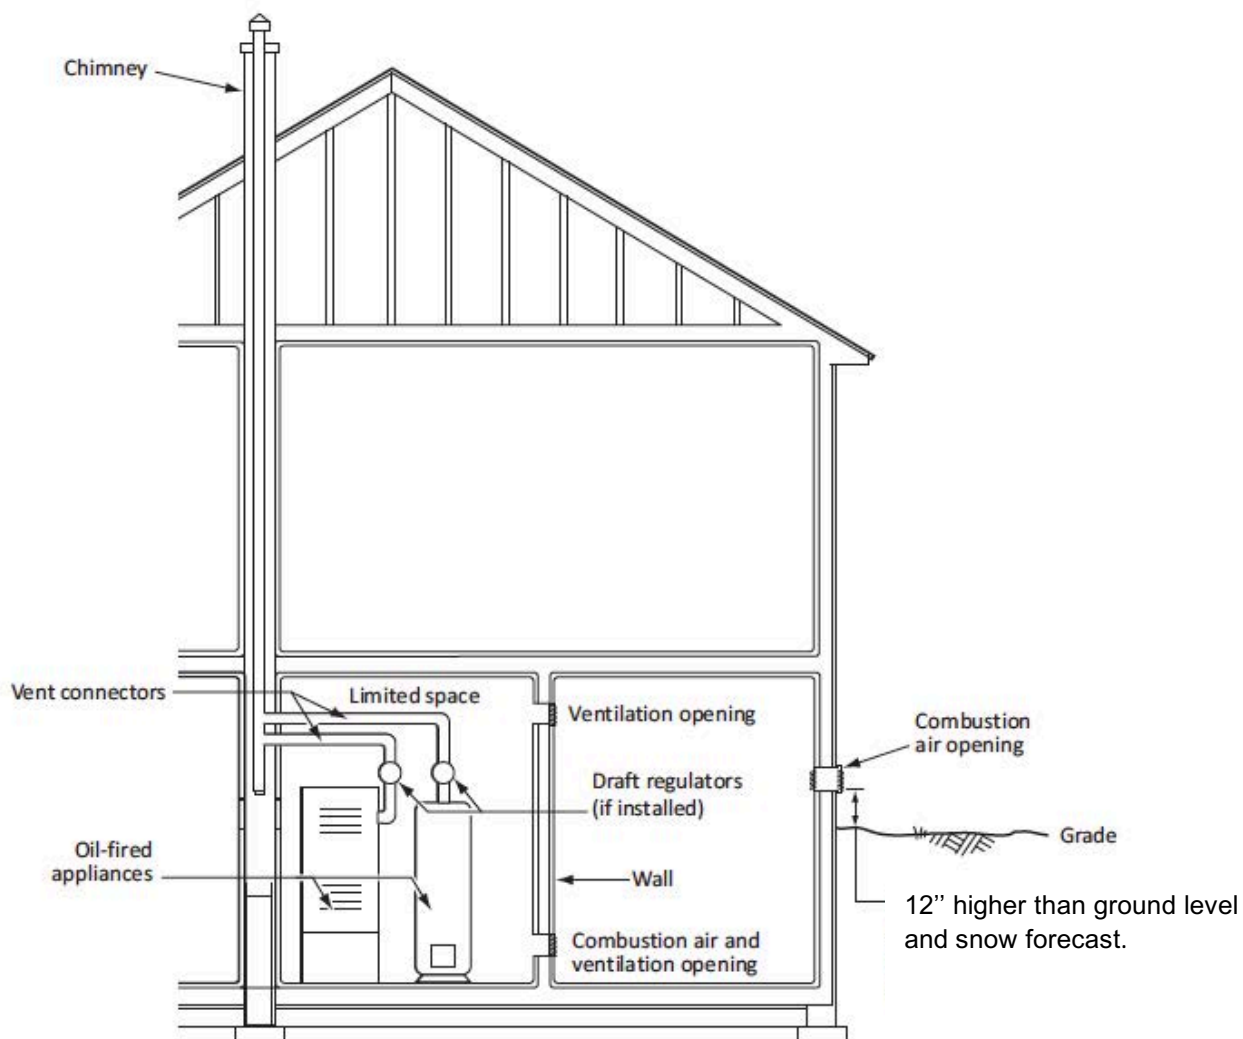 Chimney
Vent connectors
Limited space
Ventilation opening
Combustion
air opening
Draft regulators
(if installed)
Grade
Oil-fired
appliances
Wall
12’’ higher than ground level
and snow forecast.
Combustion air and
ventilation opening